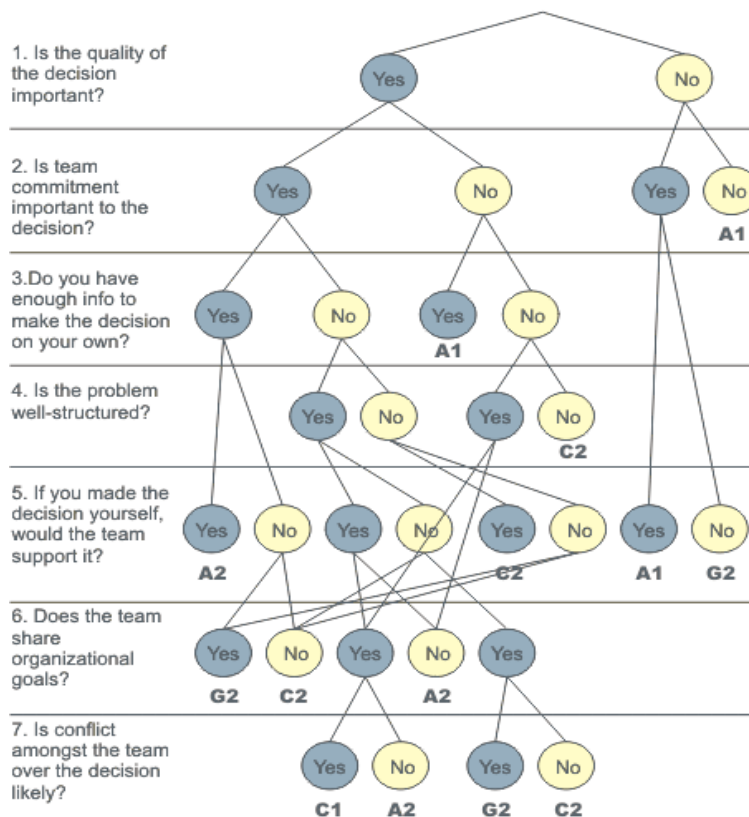 1. Is the quality of
the decision
important?
Yes
No
2. Is team
commitment
important to the
decision?
Yes
No
Yes
No
A1
3.Do you have
enough info to
make the decision
on your own?
Yes
No
Yes
No
A1
4. Is the problem
well-structured?
Yes
No
Yes
No
C2
5. If you made the
decision yourself,
would the team
support it?
Yes
No
Yes
No
Yes
No
Yes
No
A2
C2
A1
G2
6. Does the team
share
organizational
goals?
Yes
No
Yes
No
Yes
G2
C2
A2
7. Is conflict
amongst the team
over the decision
likely?
Yes
No
Yes
No
C1
A2
G2
C2